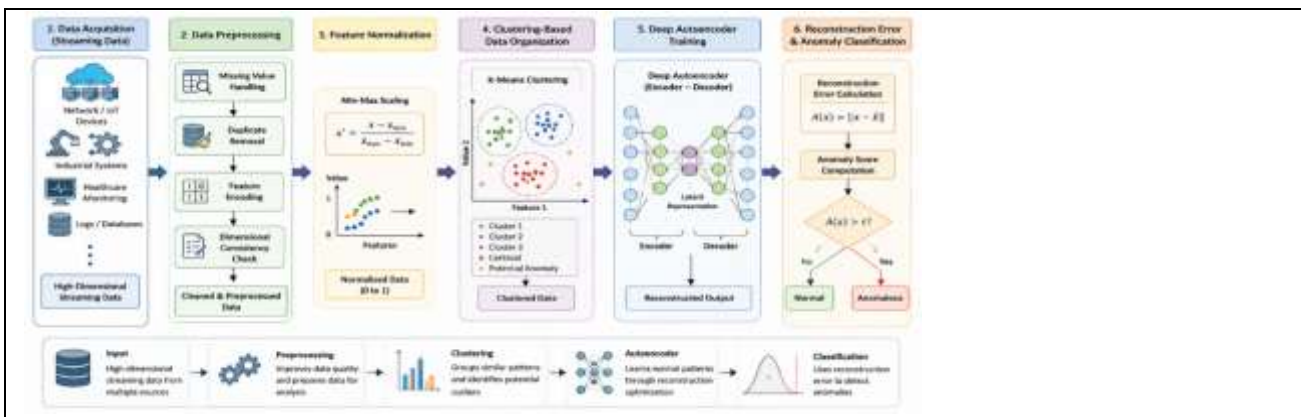 1. Data Acquisition
(Streaming Data)
Network / IoT
Devices
Industrial Systems
Healthcare
Monitoring
Logs / Databases
High-Dimensional
Streaming Data
2. Data Preprocessing
Missing Value
Handling
Duplicate
Removal
Feature
Encoding
Dimensional
Consistency
Check
Cleaned & Preprocessed
Data
3. Feature Normalization
Min-Max Scaling
x' = (x − xmin) / (xmax − xmin)
Value
1
0
Features
Normalized Data
(0 to 1)
4. Clustering-Based
Data Organization
K-Means Clustering
Value 2
Feature 1
Cluster 1
Cluster 2
Cluster 3
Centroid
Potential Anomaly
Clustered Data
5. Deep Autoencoder
Training
Deep Autoencoder
(Encoder – Decoder)
Latent
Representation
Encoder
Decoder
Reconstructed Output
6. Reconstruction Error
& Anomaly Classification
Reconstruction
Error Calculation
A(x) = ||x − x̂||
Anomaly Score
Computation
A(x) > τ?
No
Yes
Normal
Anomalous
Input
High-dimensional
streaming data from
multiple sources
Preprocessing
Improves data quality
and prepares data for
analysis
Clustering
Groups similar patterns
and identifies potential
outliers
Autoencoder
Learns normal patterns
through reconstruction
optimization
Classification
Uses reconstruction
error to detect
anomalies